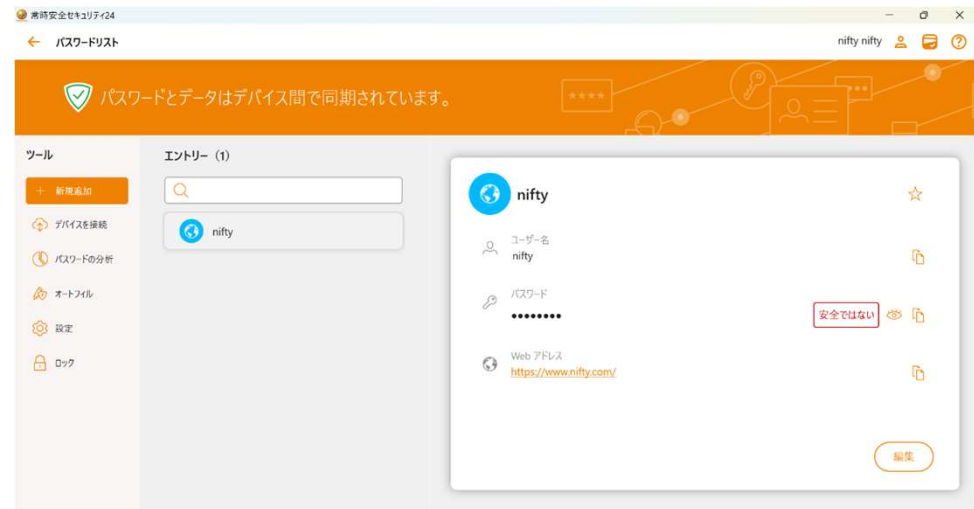 常時安全セキュリティ24
パスワードリスト
nifty nifty
パスワードとデータはデバイス間で同期されています。
****
ツール
+ 新規追加
デバイスを接続
パスワードの分析
オートフィル
設定
ロック
エントリー (1)
nifty
nifty
ユーザー名
nifty
パスワード
••••••••
安全ではない
Web アドレス
https://www.nifty.com/
編集